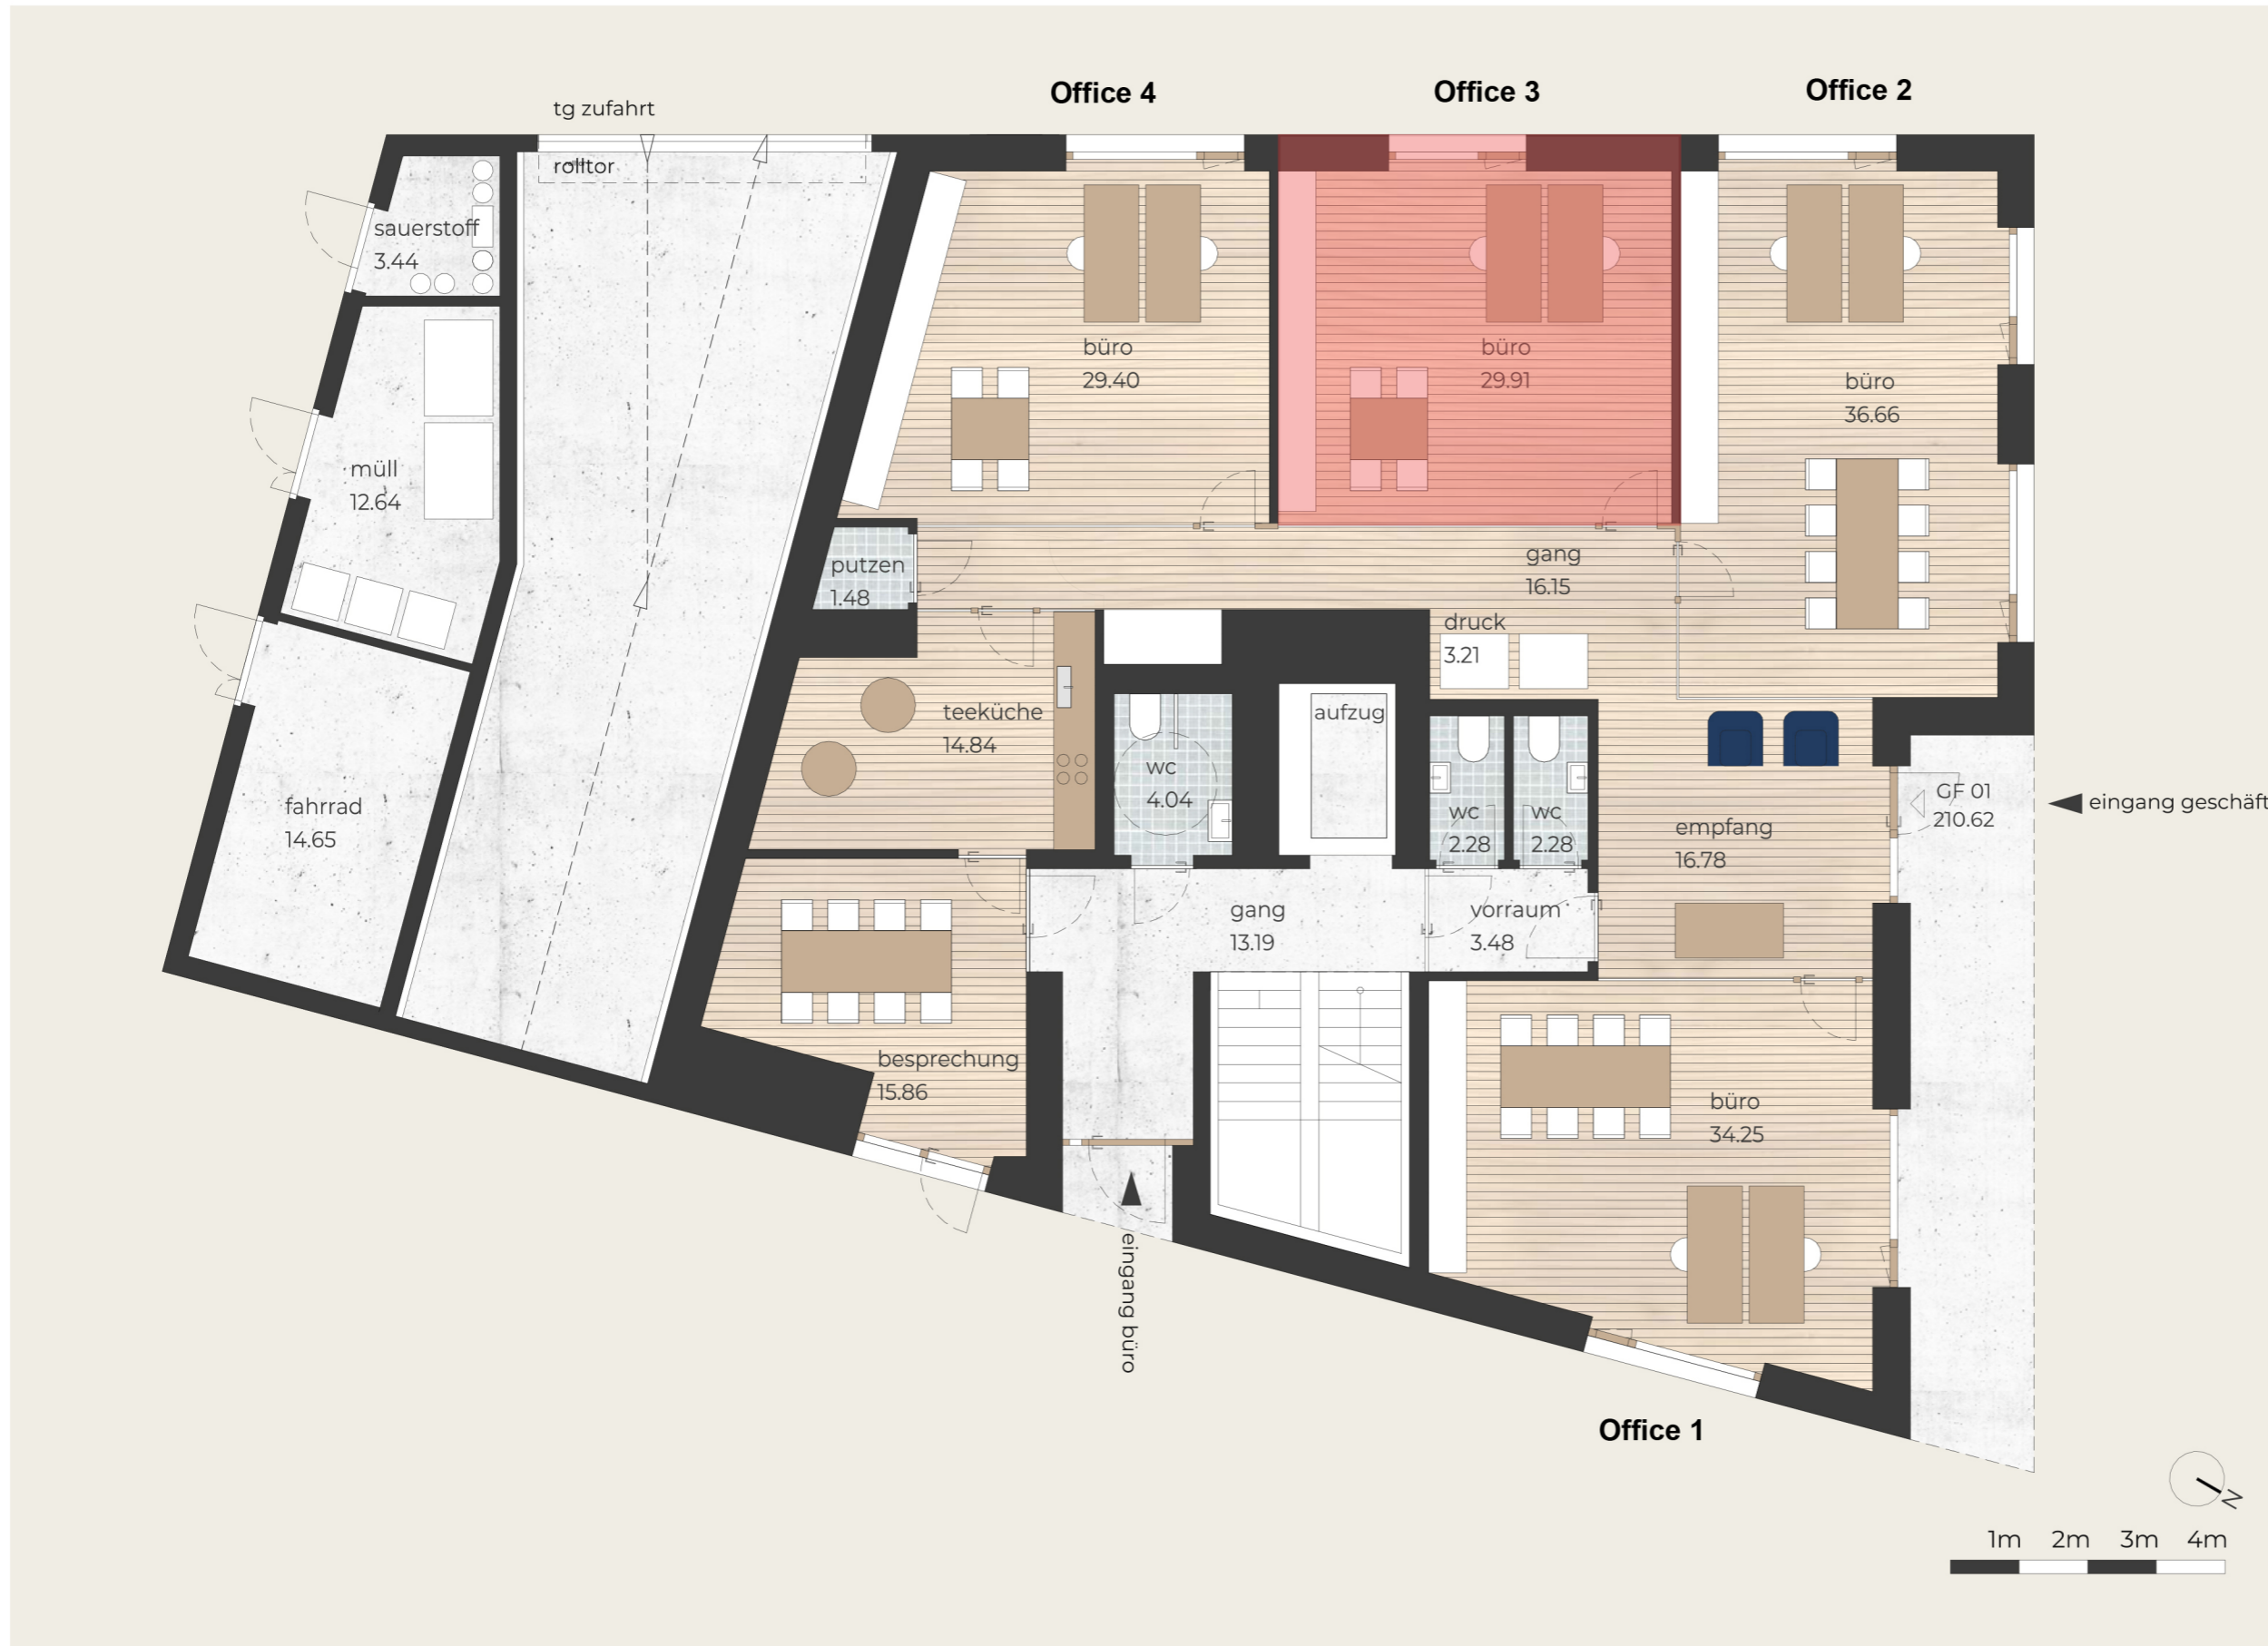 Office 4
Office 3
Office 2
tg zufahrt
rolltor
sauerstoff
3.44
büro
29.40
büro
29.91
büro
36.66
müll
12.64
putzen
1.48
gang
16.15
druck
3.21
teeküche
14.84
aufzug
wc
4.04
wc
2.28
wc
2.28
GF 01
210.62
eingang geschäft
empfang
16.78
fahrrad
14.65
gang
13.19
vorraum
3.48
besprechung
15.86
büro
34.25
eingang büro
Office 1
N
1m 2m 3m 4m